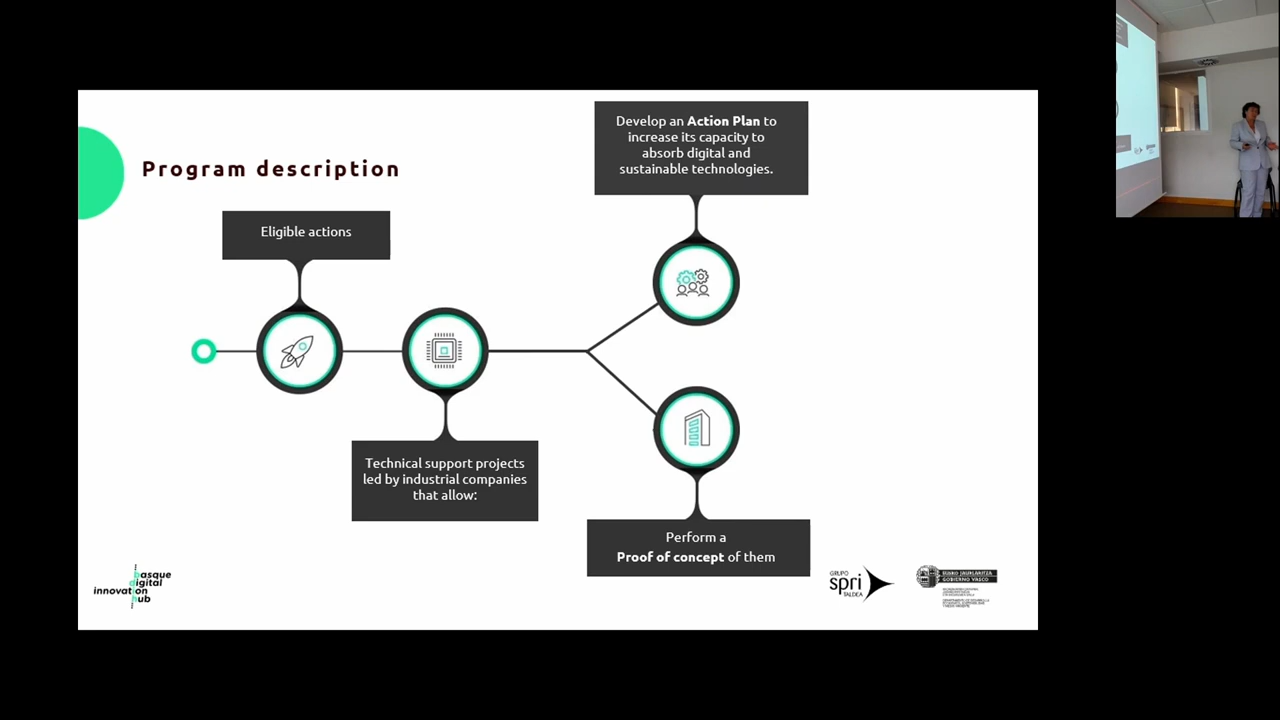 Program description
Eligible actions
Technical support projects
led by industrial companies
that allow:
Develop an Action Plan to
increase its capacity to
absorb digital and
sustainable technologies.
Perform a
Proof of concept of them
basque
digital
innovation
hub
GRUPO
spri
TALDEA
EUSKO JAURLARITZA
GOBIERNO VASCO